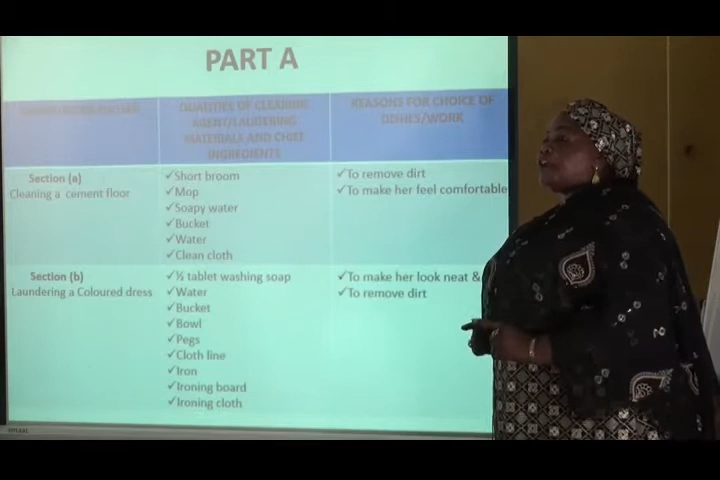 PART A
QUALITIES OF CLEANING
AGENT/LAUNDERING
MATERIALS AND CHIEF
INGREDIENTS
REASONS FOR CHOICE OF
DISHES/WORK
Section (a)
Cleaning a cement floor
✓Short broom
✓Mop
✓Soapy water
✓Bucket
✓Water
✓Clean cloth
✓To remove dirt
✓To make her feel comfortable
Section (b)
Laundering a Coloured dress
✓½ tablet washing soap
✓Water
✓Bucket
✓Bowl
✓Pegs
✓Cloth line
✓Iron
✓Ironing board
✓Ironing cloth
✓To make her look neat &
✓To remove dirt